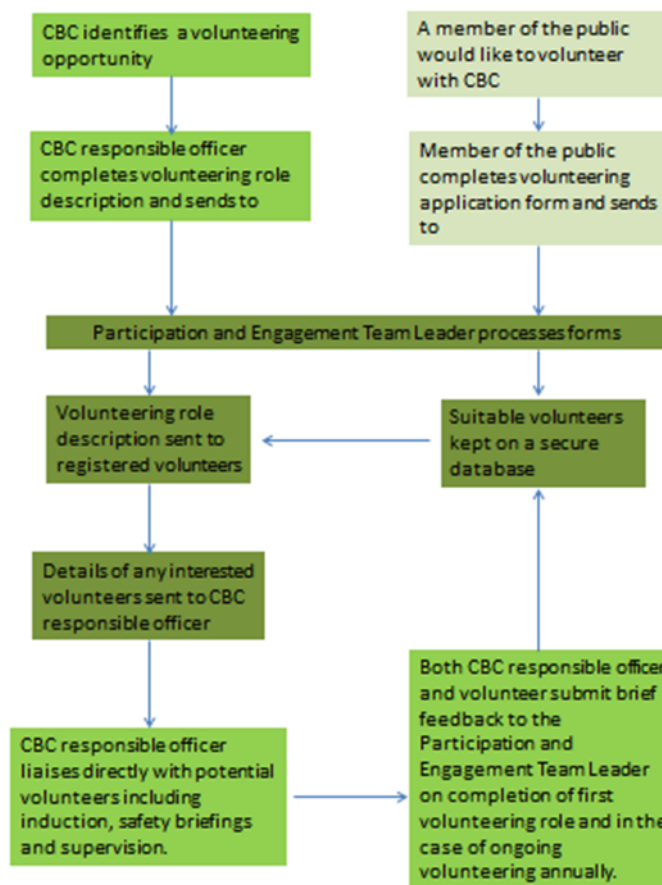 CBC identifies a volunteering
opportunity
A member of the public
would like to volunteer
with CBC
CBC responsible officer
completes volunteering role
description and sends to
Member of the public
completes volunteering
application form and sends
to
Participation and Engagement Team Leader processes forms
Volunteering role
description sent to
registered volunteers
Suitable volunteers
kept on a secure
database
Details of any interested
volunteers sent to CBC
responsible officer
CBC responsible officer
liaises directly with potential
volunteers including
induction, safety briefings
and supervision.
Both CBC responsible officer
and volunteer submit brief
feedback to the
Participation and
Engagement Team Leader
on completion of first
volunteering role and in the
case of ongoing
volunteering annually.